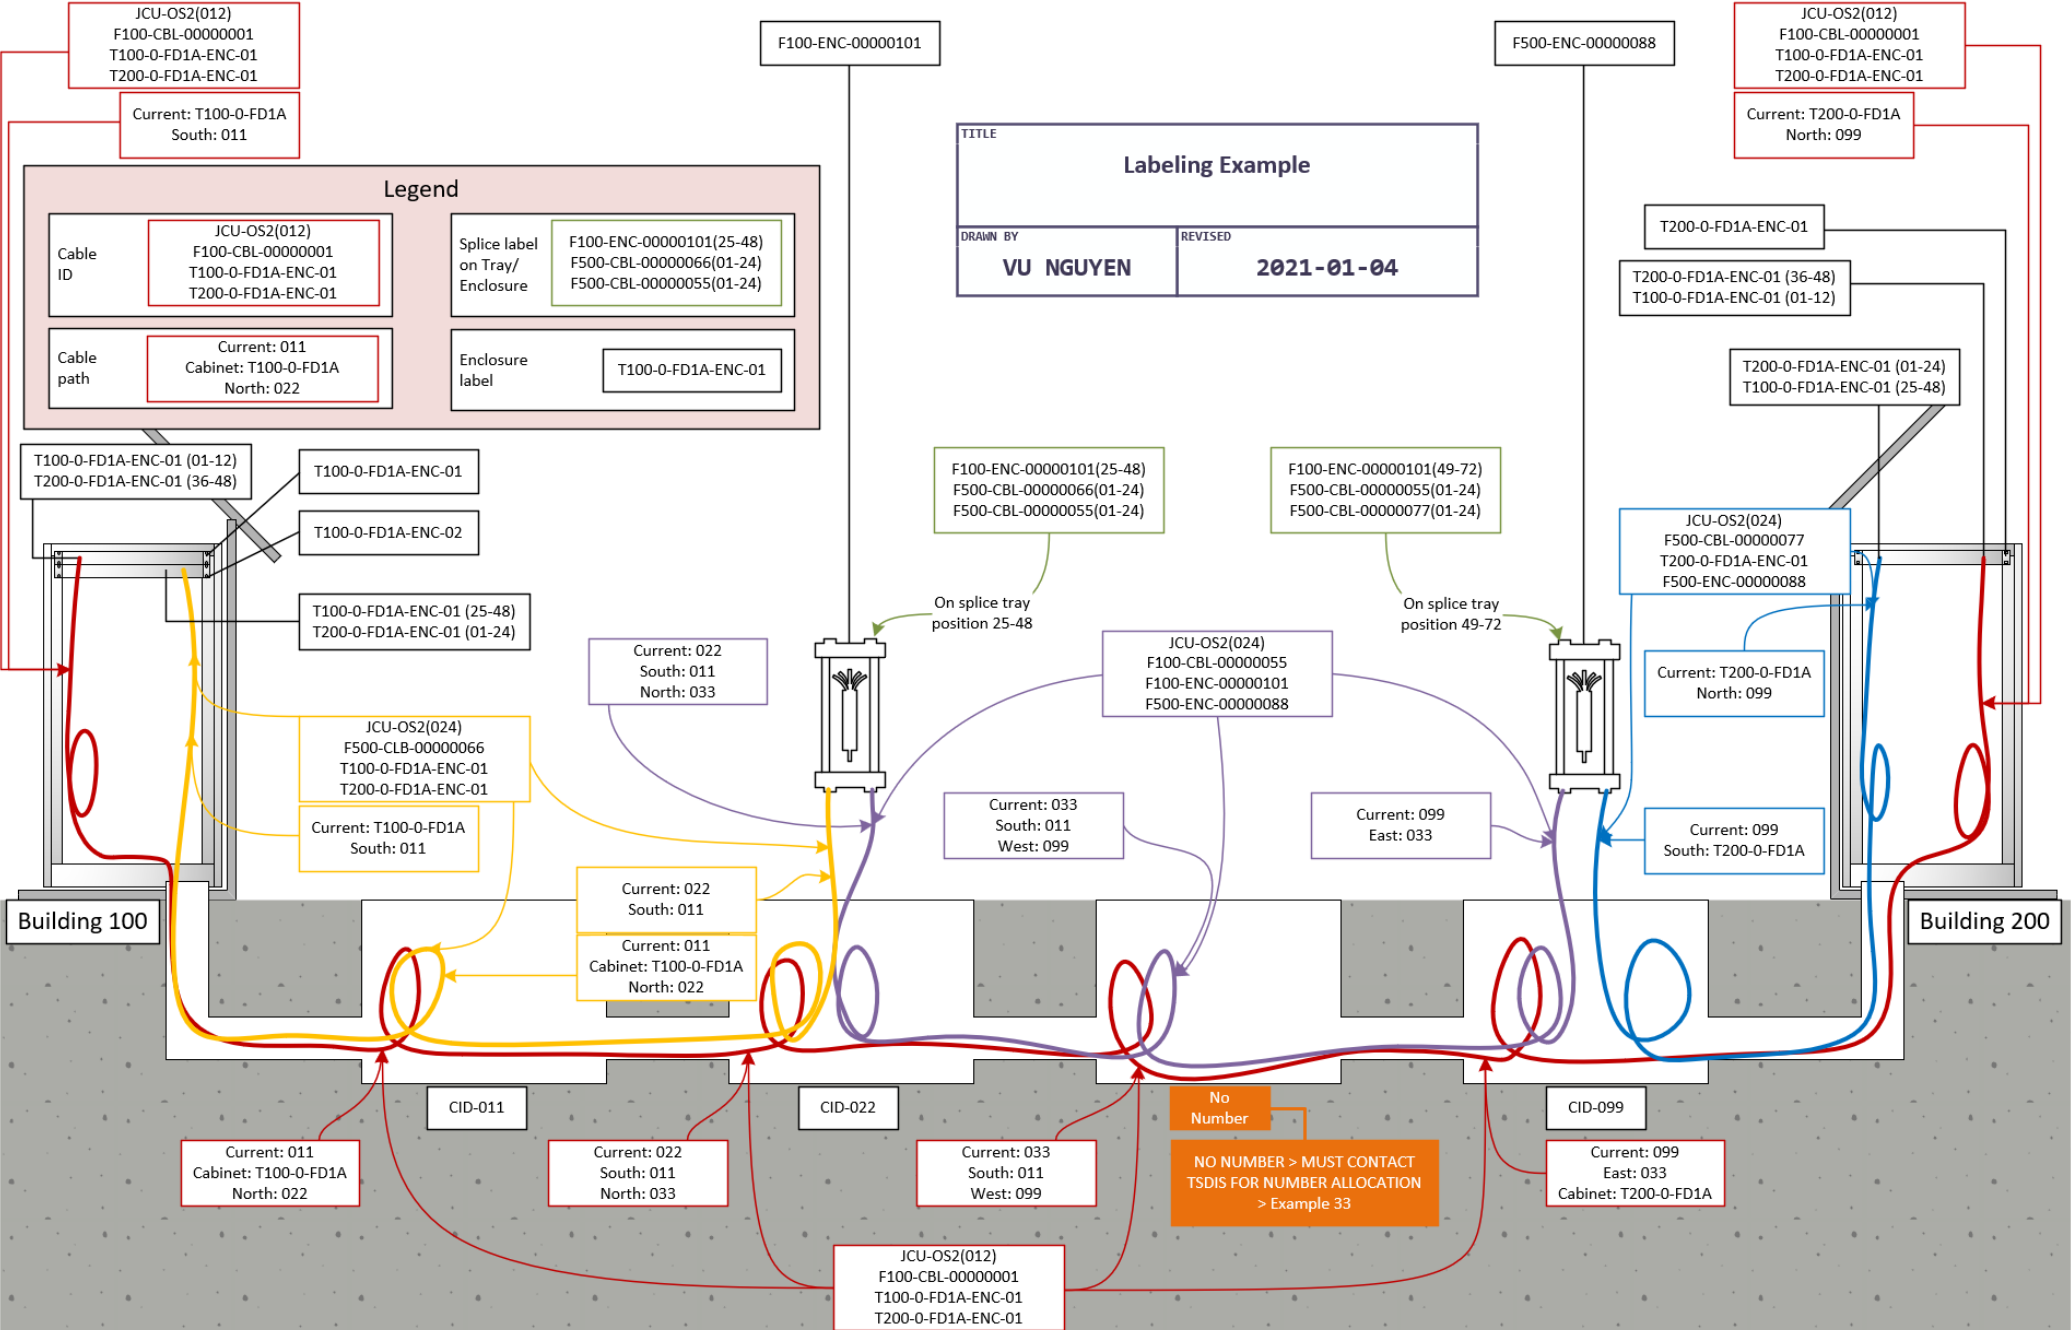 JCU-OS2(012)
F100-CBL-00000001
T100-0-FD1A-ENC-01
T200-0-FD1A-ENC-01
Current: T100-0-FD1A
South: 011
F100-ENC-00000101
F500-ENC-00000088
JCU-OS2(012)
F100-CBL-00000001
T100-0-FD1A-ENC-01
T200-0-FD1A-ENC-01
Current: T200-0-FD1A
North: 099
TITLE
Labeling Example
DRAWN BY
VU NGUYEN
REVISED
2021-01-04
Legend
Cable
ID
JCU-OS2(012)
F100-CBL-00000001
T100-0-FD1A-ENC-01
T200-0-FD1A-ENC-01
Splice label
on Tray/
Enclosure
F100-ENC-00000101(25-48)
F500-CBL-00000066(01-24)
F500-CBL-00000055(01-24)
Cable
path
Current: 011
Cabinet: T100-0-FD1A
North: 022
Enclosure
label
T100-0-FD1A-ENC-01
T200-0-FD1A-ENC-01
T200-0-FD1A-ENC-01 (36-48)
T100-0-FD1A-ENC-01 (01-12)
T200-0-FD1A-ENC-01 (01-24)
T100-0-FD1A-ENC-01 (25-48)
T100-0-FD1A-ENC-01 (01-12)
T200-0-FD1A-ENC-01 (36-48)
T100-0-FD1A-ENC-01
T100-0-FD1A-ENC-02
T100-0-FD1A-ENC-01 (25-48)
T200-0-FD1A-ENC-01 (01-24)
F100-ENC-00000101(25-48)
F500-CBL-00000066(01-24)
F500-CBL-00000055(01-24)
On splice tray
position 25-48
F100-ENC-00000101(49-72)
F500-CBL-00000055(01-24)
F500-CBL-00000077(01-24)
On splice tray
position 49-72
JCU-OS2(024)
F500-CBL-00000077
T200-0-FD1A-ENC-01
F500-ENC-00000088
Current: 022
South: 011
North: 033
JCU-OS2(024)
F100-CBL-00000055
F100-ENC-00000101
F500-ENC-00000088
Current: T200-0-FD1A
North: 099
JCU-OS2(024)
F500-CLB-00000066
T100-0-FD1A-ENC-01
T200-0-FD1A-ENC-01
Current: T100-0-FD1A
South: 011
Current: 033
South: 011
West: 099
Current: 099
East: 033
Current: 099
South: T200-0-FD1A
Current: 022
South: 011
Current: 011
Cabinet: T100-0-FD1A
North: 022
Building 100
Building 200
CID-011
CID-022
No
Number
CID-099
Current: 011
Cabinet: T100-0-FD1A
North: 022
Current: 022
South: 011
North: 033
Current: 033
South: 011
West: 099
NO NUMBER > MUST CONTACT
TSDIS FOR NUMBER ALLOCATION
> Example 33
Current: 099
East: 033
Cabinet: T200-0-FD1A
JCU-OS2(012)
F100-CBL-00000001
T100-0-FD1A-ENC-01
T200-0-FD1A-ENC-01